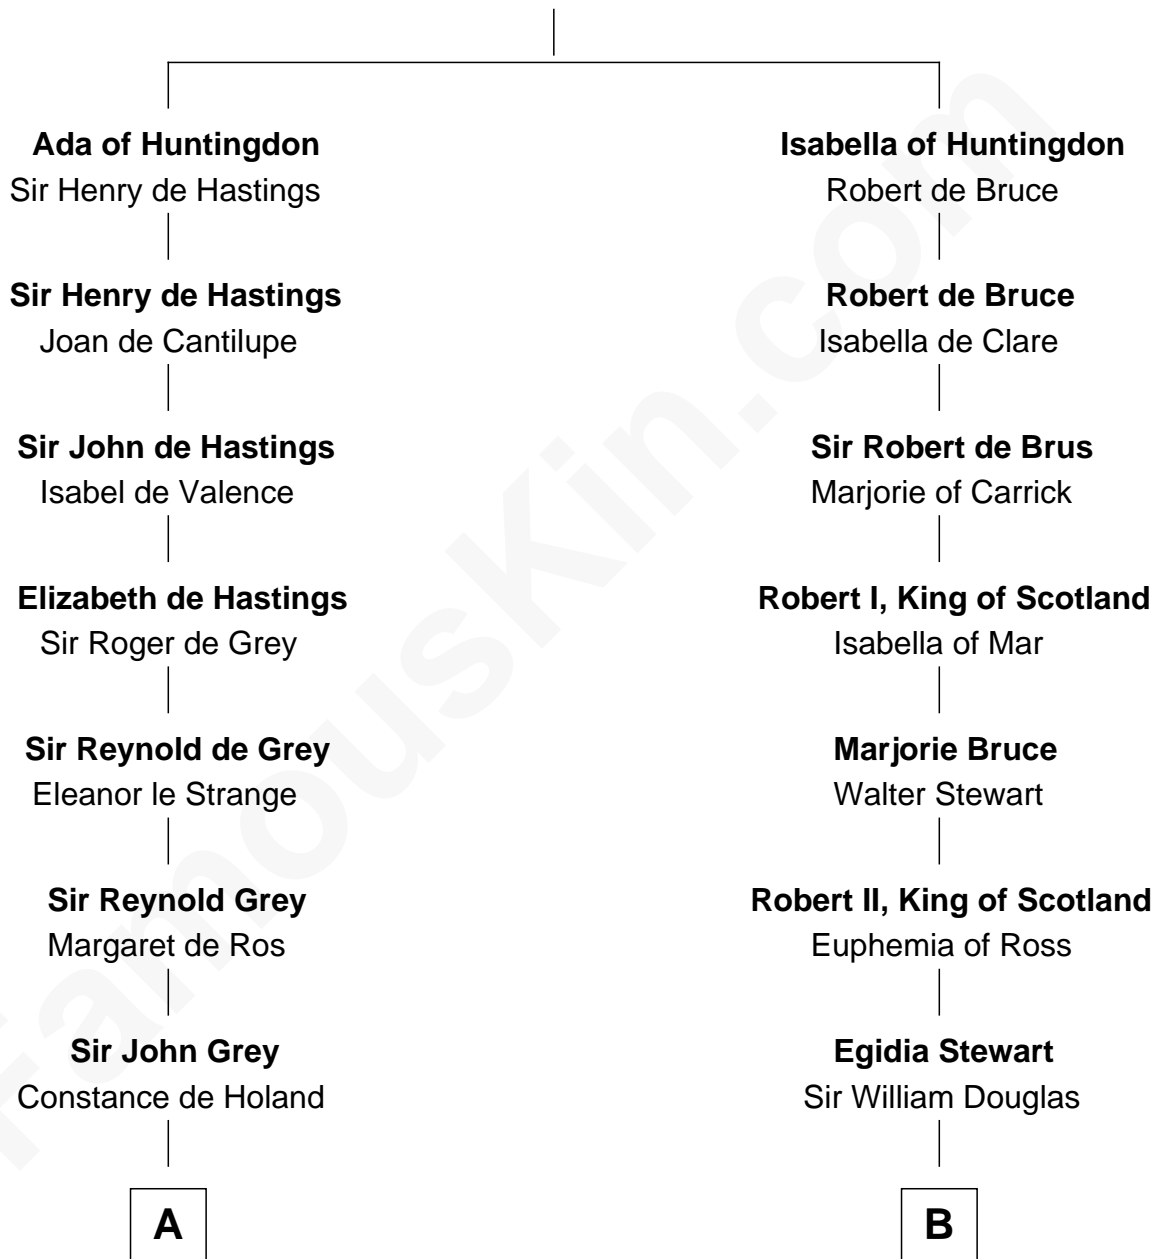 Ada of Huntingdon
Sir Henry de Hastings
Sir Henry de Hastings
Joan de Cantilupe
Sir John de Hastings
Isabel de Valence
Elizabeth de Hastings
Sir Roger de Grey
Sir Reynold de Grey
Eleanor le Strange
Sir Reynold Grey
Margaret de Ros
Sir John Grey
Constance de Holand
A
Isabella of Huntingdon
Robert de Bruce
Robert de Bruce
Isabella de Clare
Sir Robert de Brus
Marjorie of Carrick
Robert I, King of Scotland
Isabella of Mar
Marjorie Bruce
Walter Stewart
Robert II, King of Scotland
Euphemia of Ross
Egidia Stewart
Sir William Douglas
B
FamousKin.com